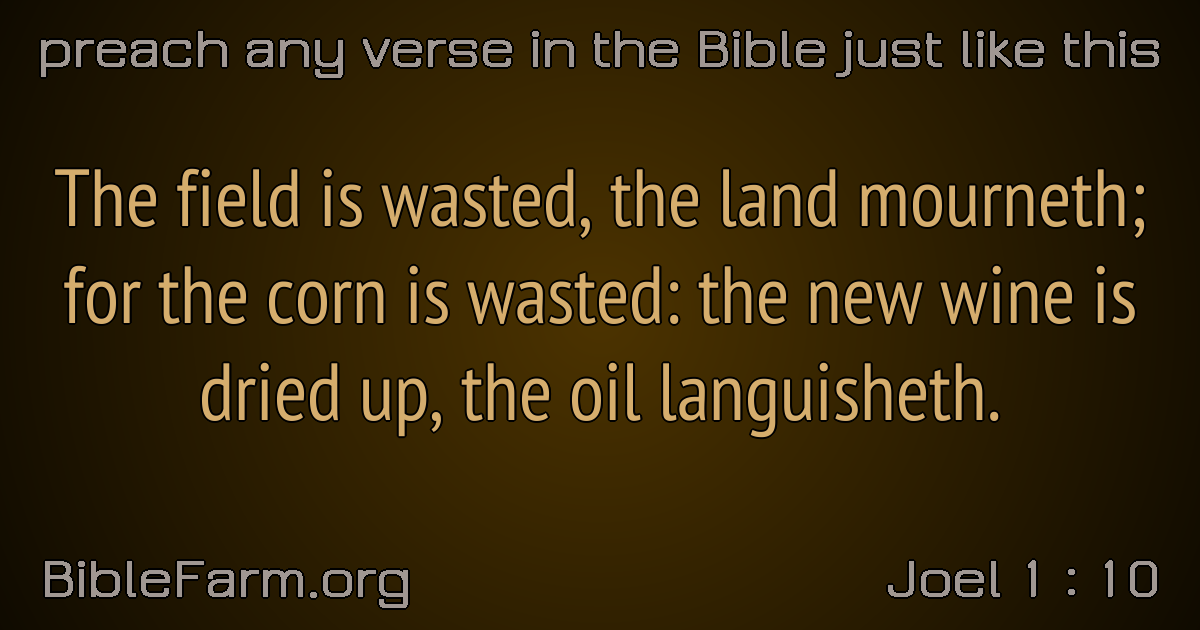 preach any verse in the Bible just like this
The field is wasted, the land mourneth;
for the corn is wasted: the new wine is
dried up, the oil languisheth.
BibleFarm.org
Joel 1 : 10